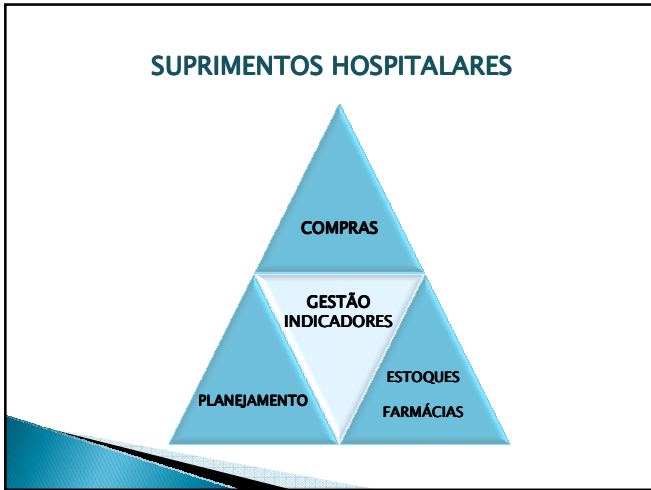 SUPRIMENTOS HOSPITALARES
COMPRAS
GESTÃO
INDICADORES
PLANEJAMENTO
ESTOQUES
FARMÁCIAS